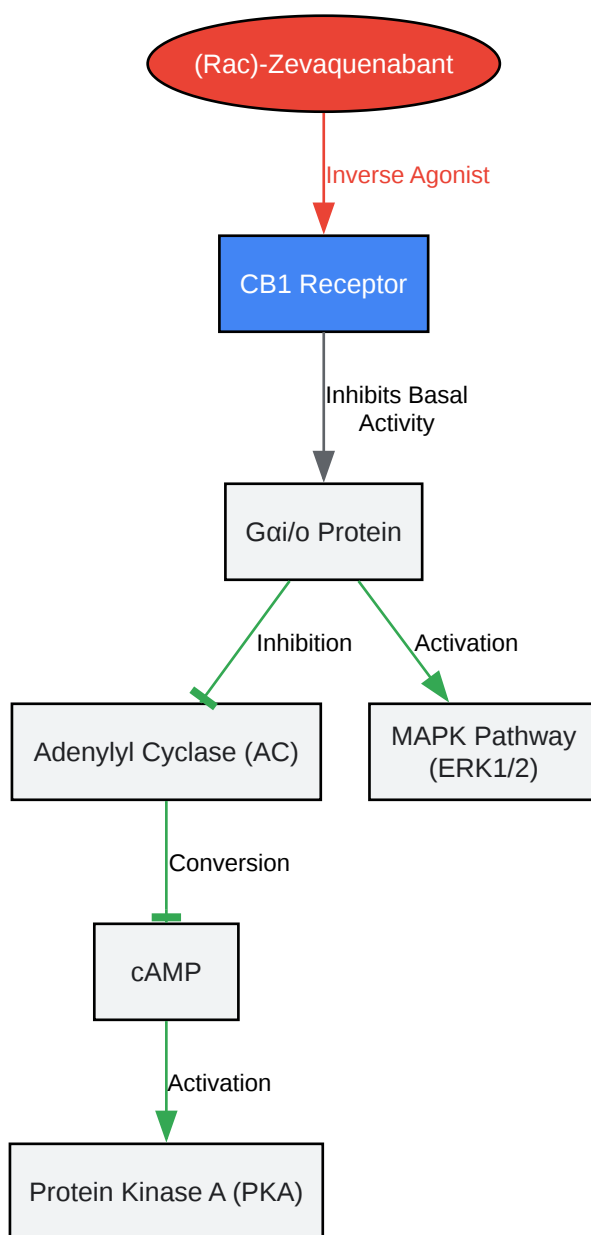 (Rac)-Zevaquenabant
Inverse Agonist
CB1 Receptor
Inhibits Basal
Activity
Gαi/o Protein
Inhibition
Activation
Adenylyl Cyclase (AC)
MAPK Pathway
(ERK1/2)
Conversion
cAMP
Activation
Protein Kinase A (PKA)